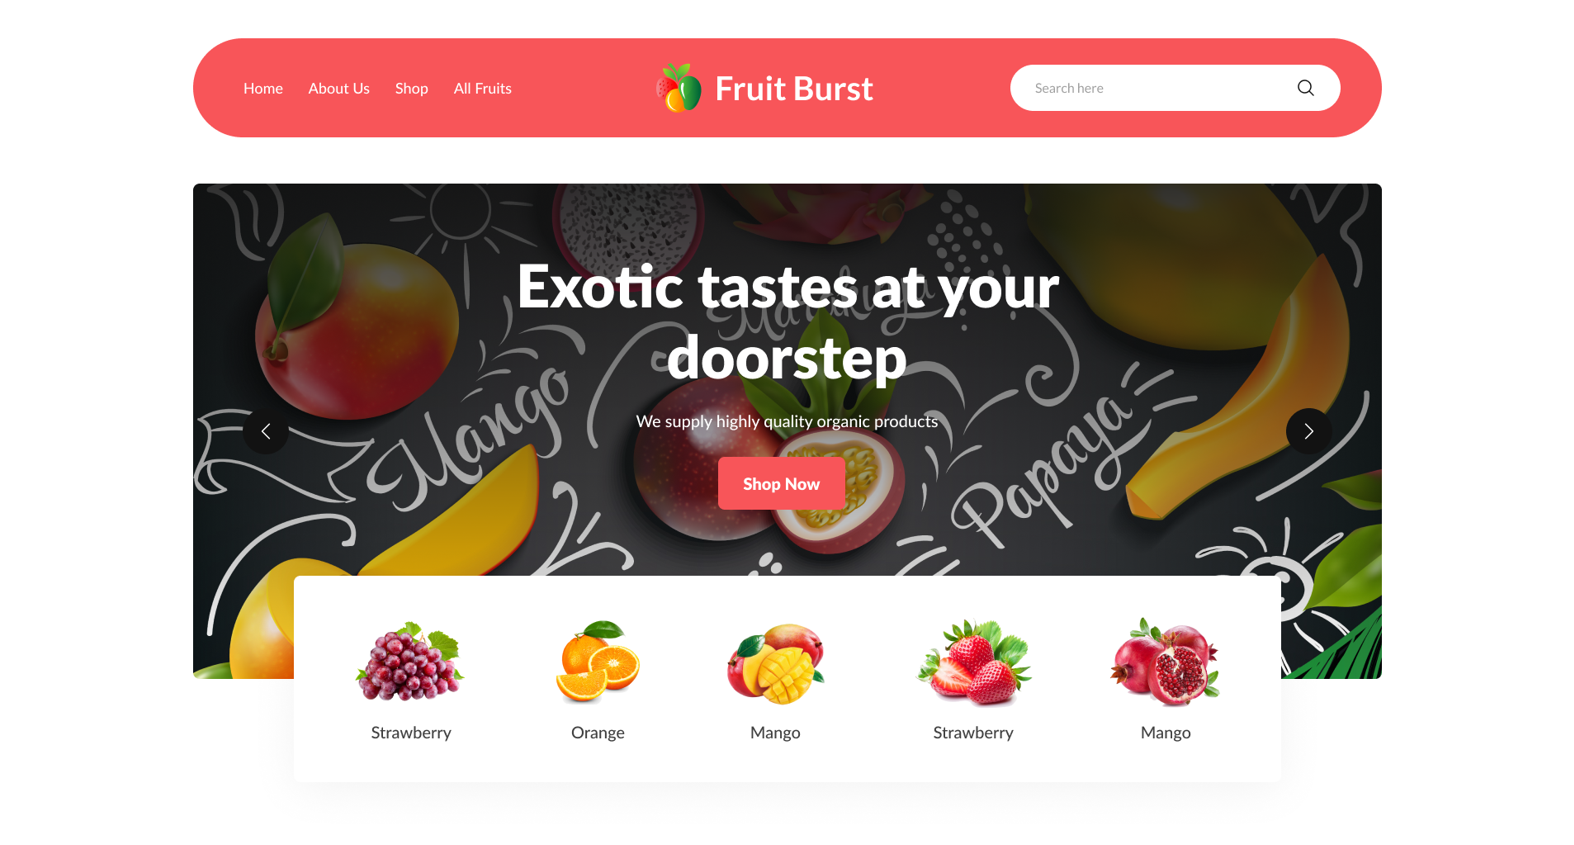 Home About Us Shop All Fruits Fruit Burst Search here
Exotic tastes at your
doorstep
We supply highly quality organic products
Shop Now
Marakuya
Mango
Papaya
Strawberry Orange Mango Strawberry Mango